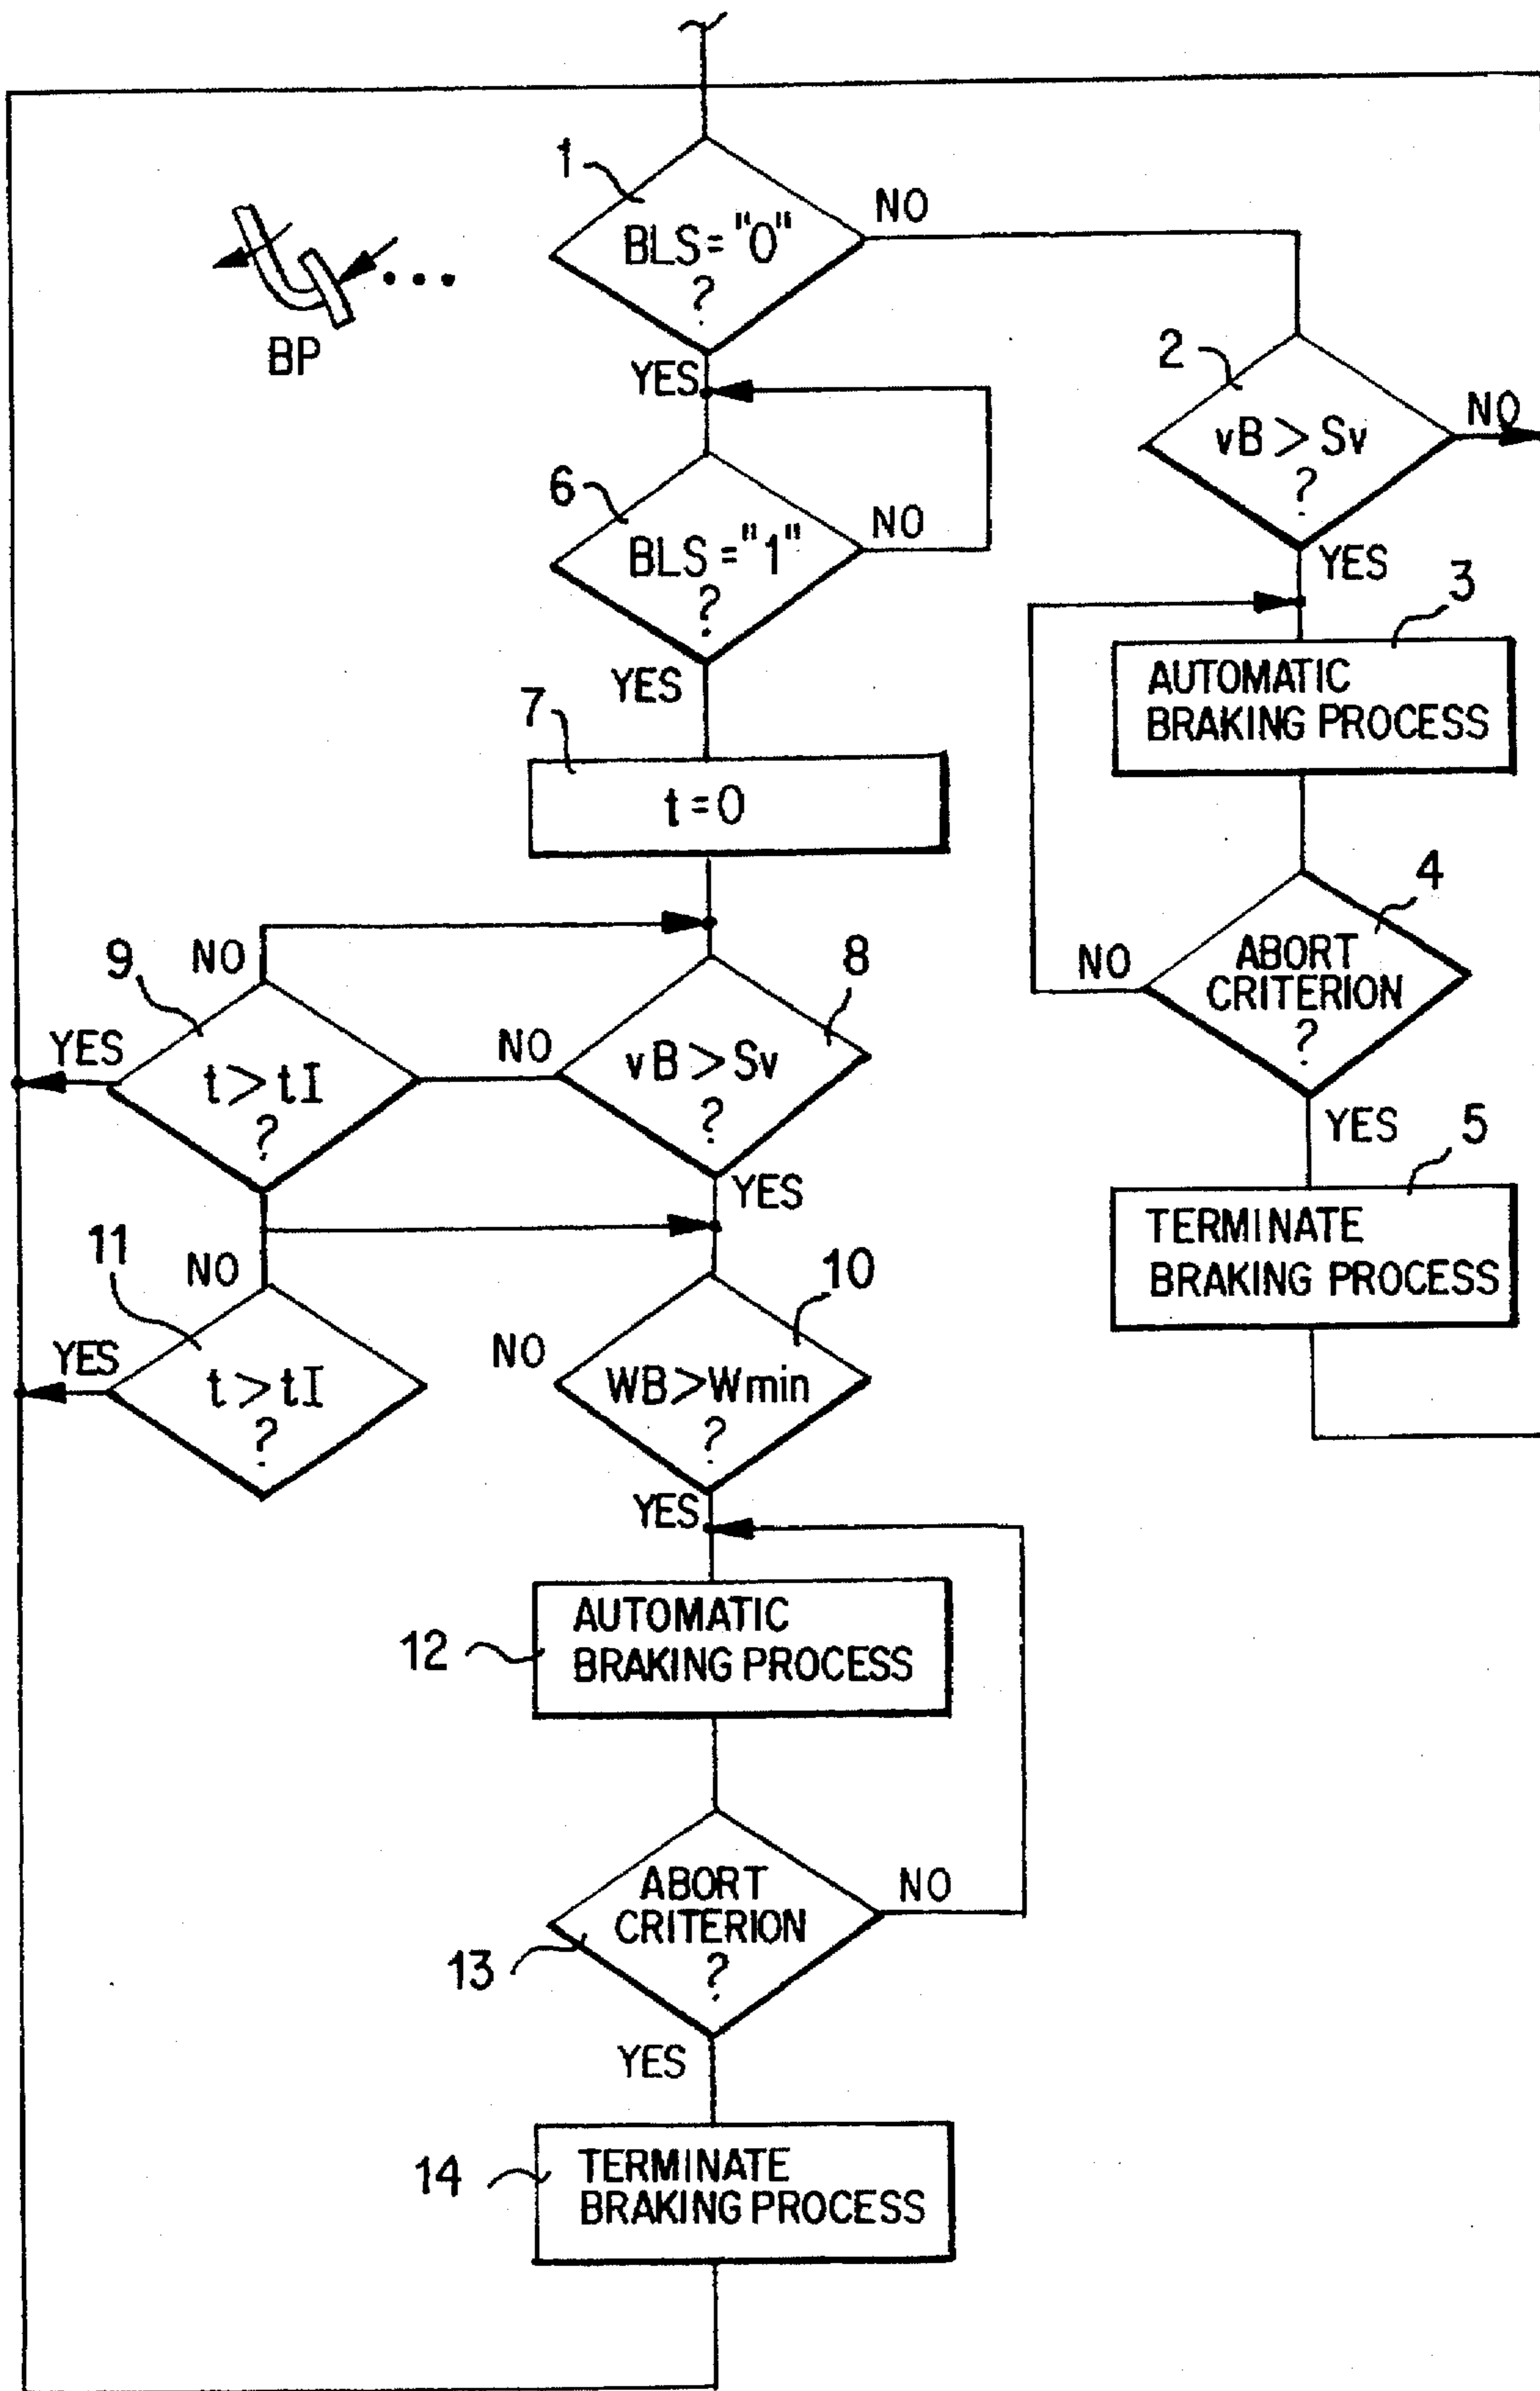 1
BLS="0"
?
NO
YES
BP
2
vB>Sv
?
NO
YES
6
BLS="1"
?
NO
YES
3
AUTOMATIC
BRAKING PROCESS
7
t=0
4
ABORT
CRITERION
?
NO
YES
9
NO
YES
t>tI
?
8
NO
vB>Sv
?
YES
5
TERMINATE
BRAKING PROCESS
11
NO
YES
t>tI
?
10
NO
WB>Wmin
?
YES
12
AUTOMATIC
BRAKING PROCESS
13
ABORT
CRITERION
?
NO
YES
14
TERMINATE
BRAKING PROCESS